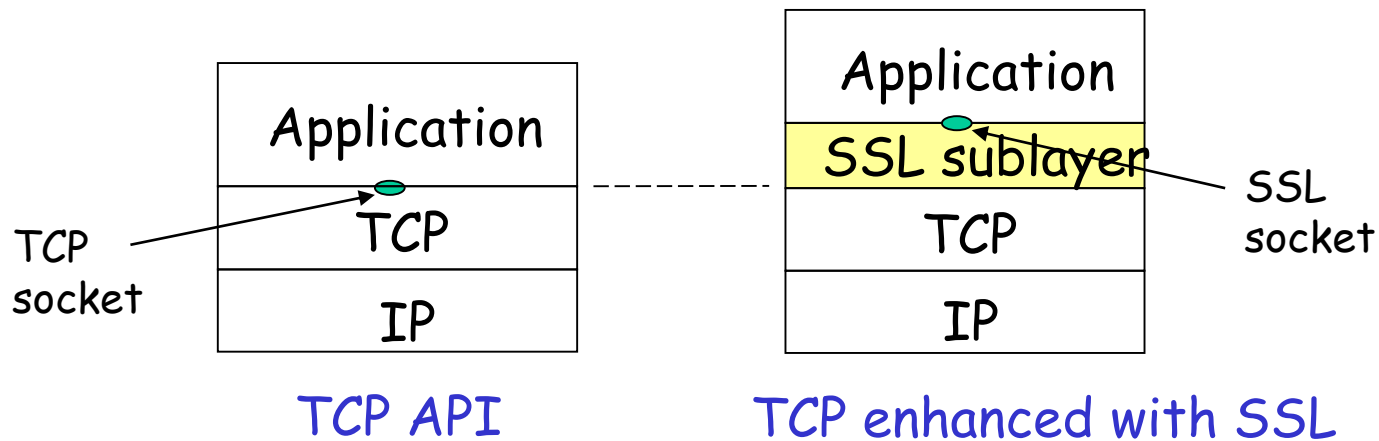 Application
TCP
IP
TCP
socket
TCP API
Application
SSL sublayer
TCP
IP
SSL
socket
TCP enhanced with SSL